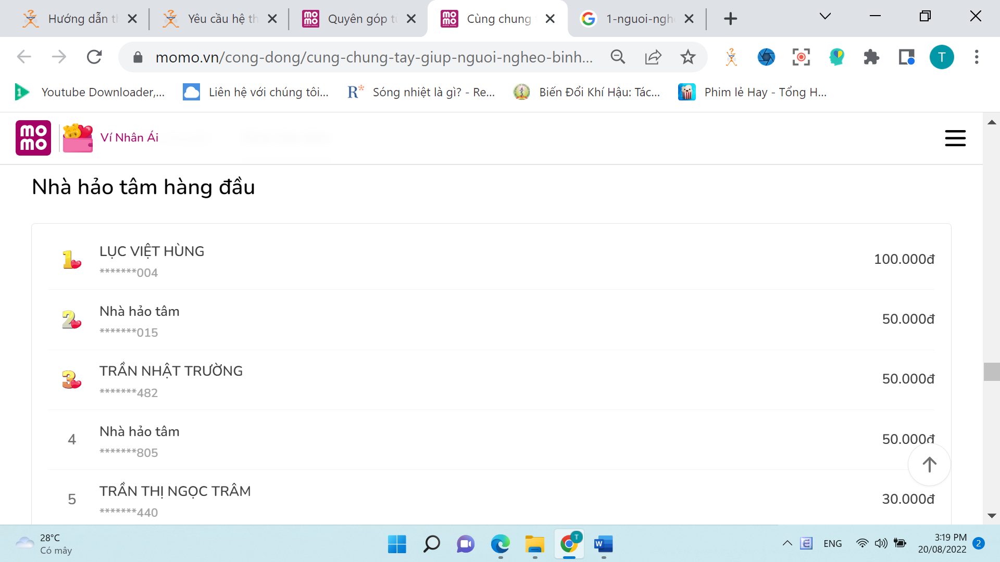 Hướng dẫn t
Yêu cầu hệ th
Quyên góp từ
Cùng chung
1-nguoi-ngh
momo.vn/cong-dong/cung-chung-tay-giup-nguoi-ngheo-binh...
T
Youtube Downloader,...
Liên hệ với chúng tôi...
R*
Sóng nhiệt là gì? - Re...
Biến Đổi Khí Hậu: Tác...
Phim lẻ Hay - Tổng H...
mo
mo
Ví Nhân Ái
Nhà hảo tâm hàng đầu
1
LỤC VIỆT HÙNG
*******004
100.000đ
2
Nhà hảo tâm
*******015
50.000đ
3
TRẦN NHẬT TRƯỜNG
*******482
50.000đ
4
Nhà hảo tâm
*******805
50.000đ
5
TRẦN THỊ NGỌC TRÂM
*******440
30.000đ
28°C
Có mây
T
W
E
ENG
3:19 PM
20/08/2022
2